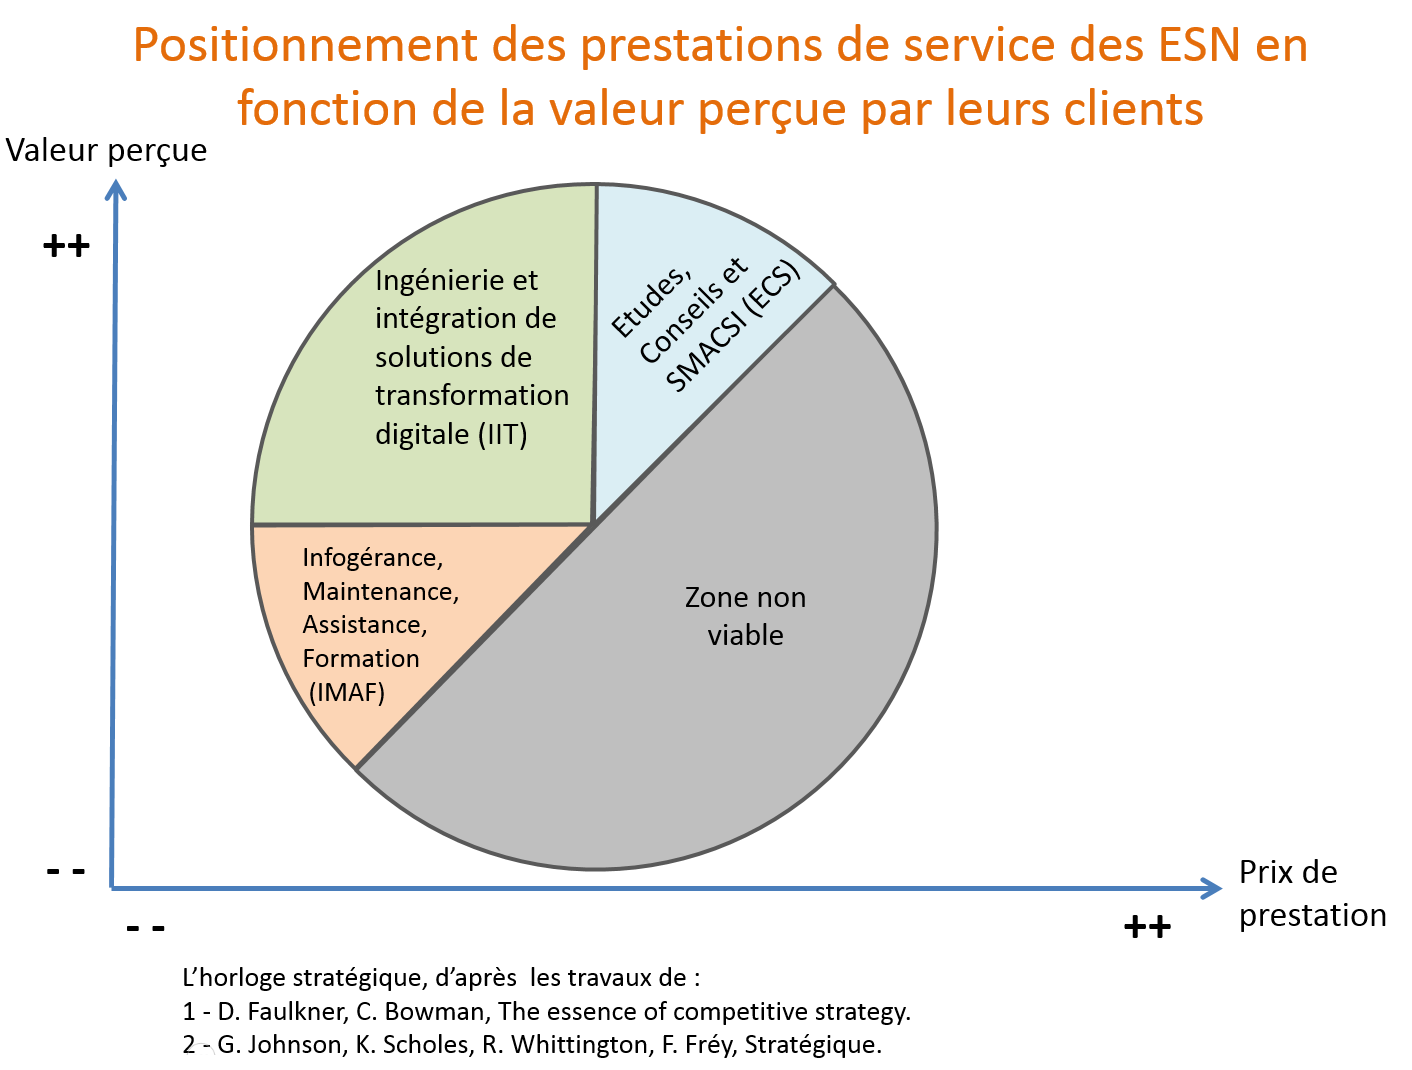 Positionnement des prestations de service des ESN en
fonction de la valeur perçue par leurs clients
Valeur perçue
++
Ingénierie et
intégration de
solutions de
transformation
digitale (IIT)
Etudes,
Conseils et
SMACSI (ECS)
Infogérance,
Maintenance,
Assistance,
Formation
(IMAF)
Zone non
viable
- -
- -
++
Prix de
prestation
L’horloge stratégique, d’après les travaux de :
1 - D. Faulkner, C. Bowman, The essence of competitive strategy.
2 - G. Johnson, K. Scholes, R. Whittington, F. Fréy, Stratégique.